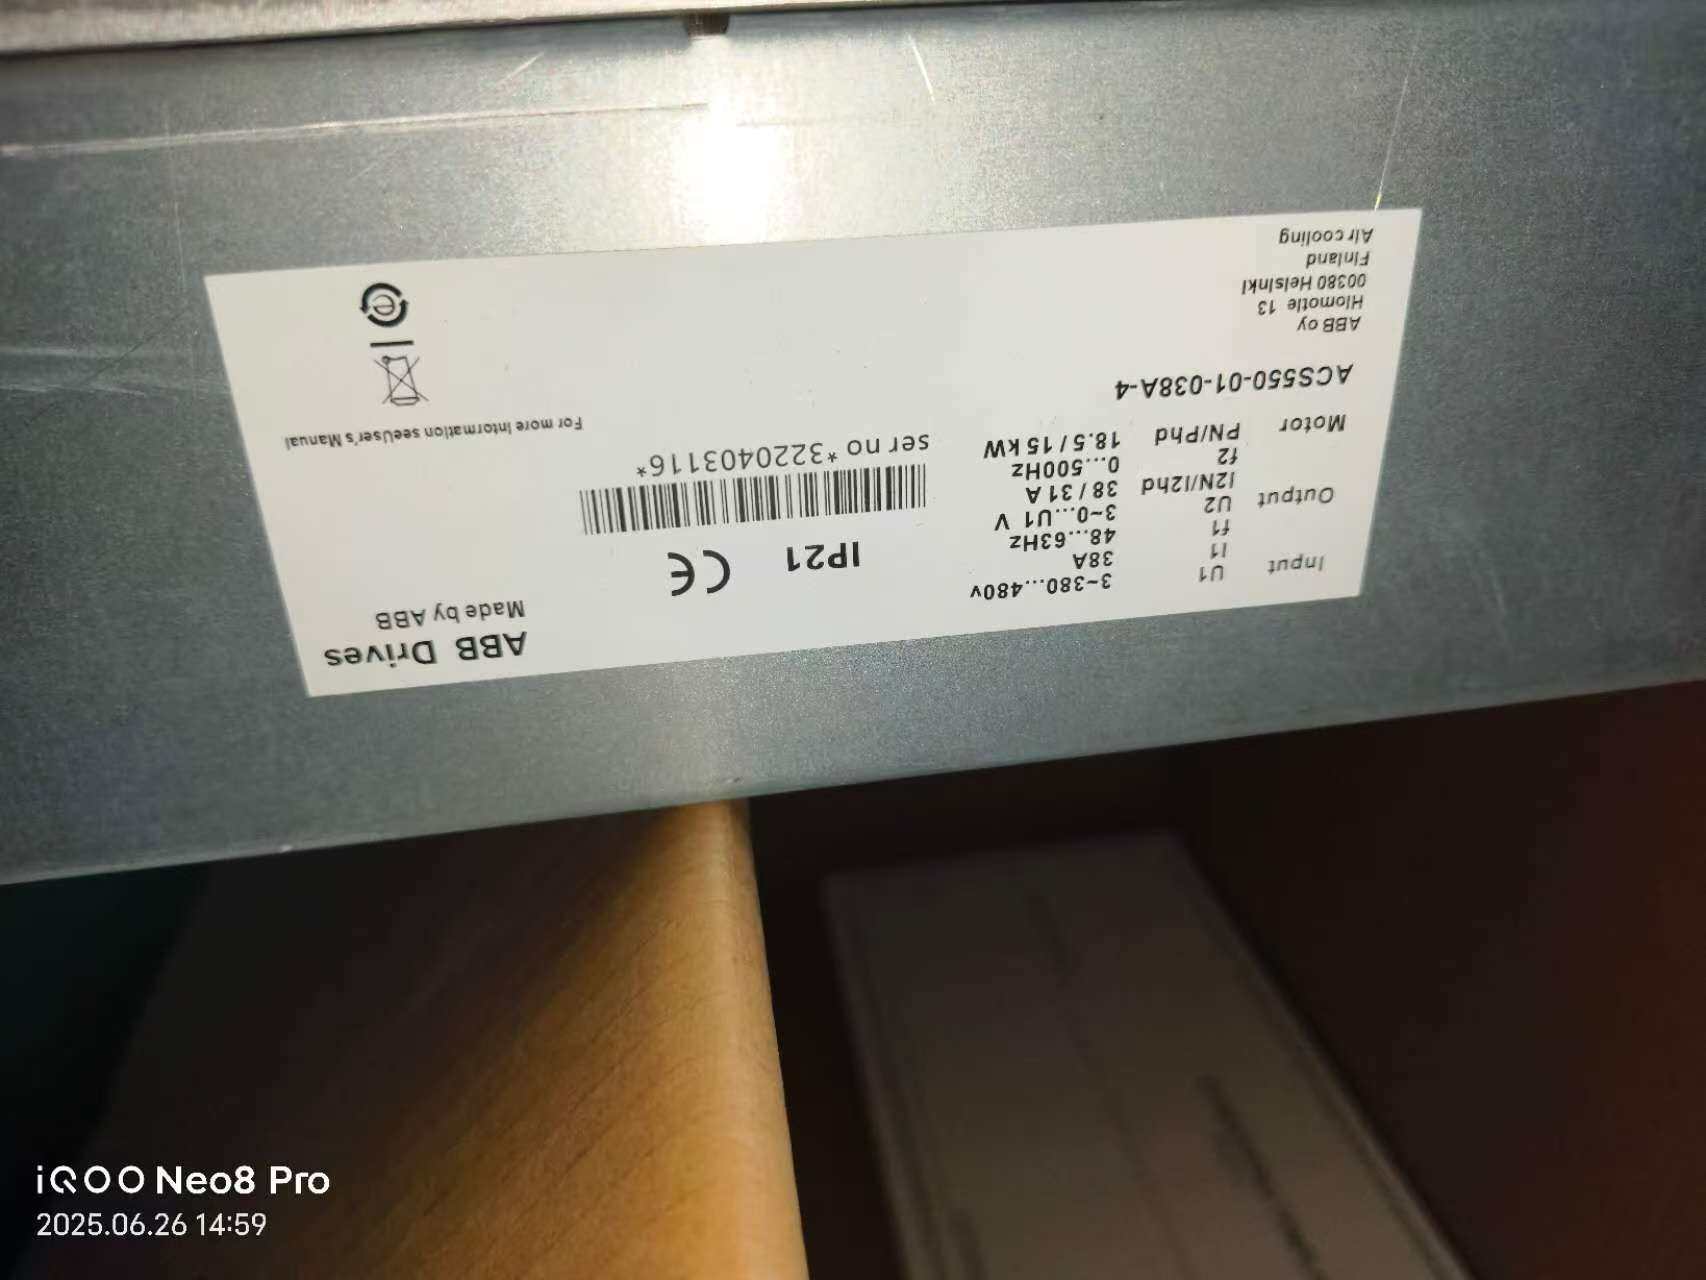 ABB Drives
Made by ABB
Input U1 3~380...480v
I1 38A
f1 48...63Hz
Output U2 3~0...U1 V
I2N/I2hd 38 / 31 A
f2 0...500Hz
Motor PN/Phd 18.5 / 15 kW
IP21 CE
ser no *3220403116*
For more information seeUser's Manual
ACS550-01-038A-4
ABB oy
Hiomotie 13
00380 Helsinki
Finland
Air cooling
e
iQOO Neo8 Pro
2025.06.26 14:59